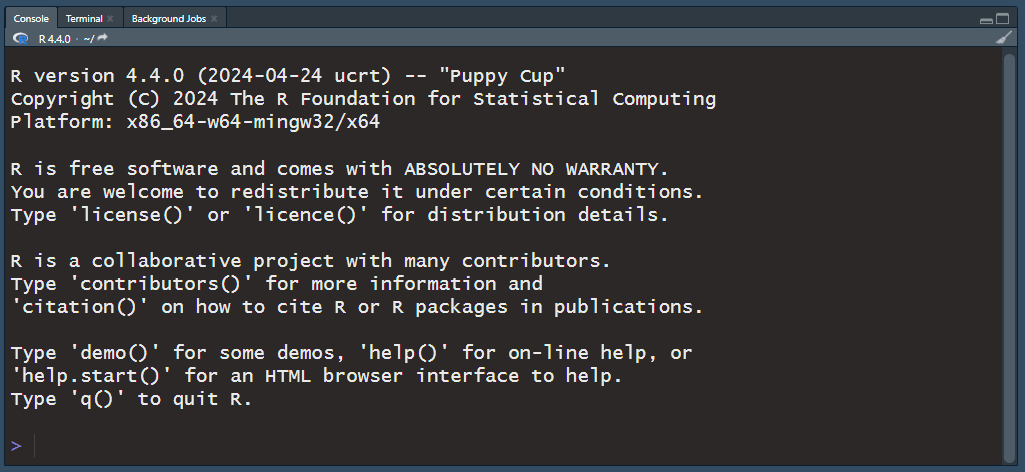 Console Terminal Background Jobs
R 4.4.0 · ~/
R version 4.4.0 (2024-04-24 ucrt) -- "Puppy Cup"
Copyright (C) 2024 The R Foundation for Statistical Computing
Platform: x86_64-w64-mingw32/x64
R is free software and comes with ABSOLUTELY NO WARRANTY.
You are welcome to redistribute it under certain conditions.
Type 'license()' or 'licence()' for distribution details.
R is a collaborative project with many contributors.
Type 'contributors()' for more information and
'citation()' on how to cite R or R packages in publications.
Type 'demo()' for some demos, 'help()' for on-line help, or
'help.start()' for an HTML browser interface to help.
Type 'q()' to quit R.
>